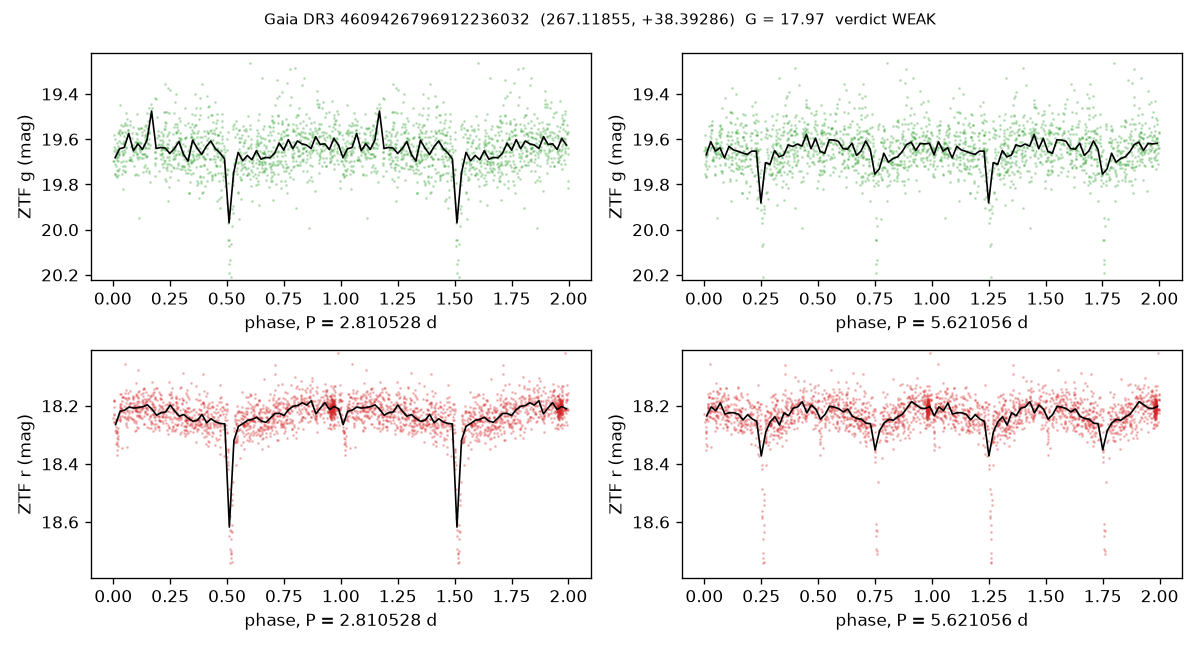 Gaia DR3 4609426796912236032  (267.11855, +38.39286)  G = 17.97  verdict WEAK
ZTF g (mag)
19.4
19.6
19.8
20.0
20.2
0.00 0.25 0.50 0.75 1.00 1.25 1.50 1.75 2.00
phase, P = 2.810528 d
ZTF g (mag)
19.4
19.6
19.8
20.0
20.2
0.00 0.25 0.50 0.75 1.00 1.25 1.50 1.75 2.00
phase, P = 5.621056 d
ZTF r (mag)
18.2
18.4
18.6
0.00 0.25 0.50 0.75 1.00 1.25 1.50 1.75 2.00
phase, P = 2.810528 d
ZTF r (mag)
18.2
18.4
18.6
0.00 0.25 0.50 0.75 1.00 1.25 1.50 1.75 2.00
phase, P = 5.621056 d